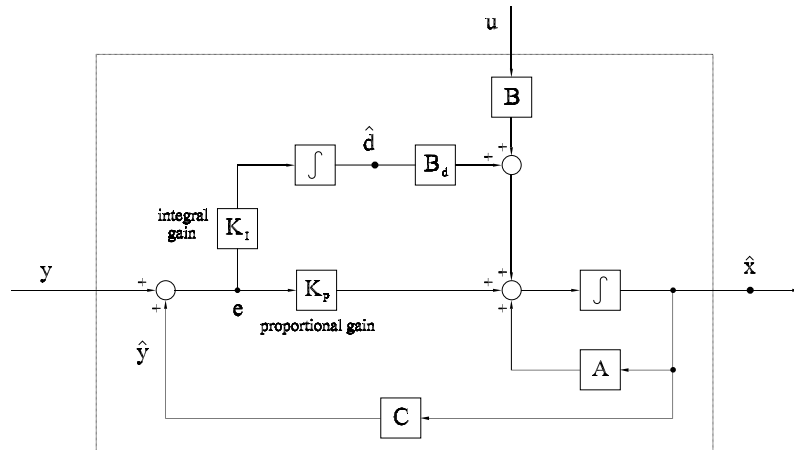 u
B
+
d̂
∫
B_d
+
integral
gain
K_I
y
+
+
e
K_P
proportional gain
+
+
+
∫
x̂
ŷ
A
C